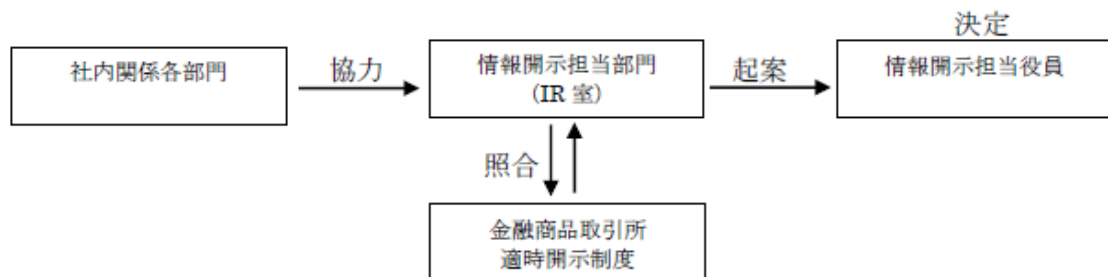 決定
社内関係各部門
協力
情報開示担当部門
(IR 室)
起案
情報開示担当役員
照合
金融商品取引所
適時開示制度